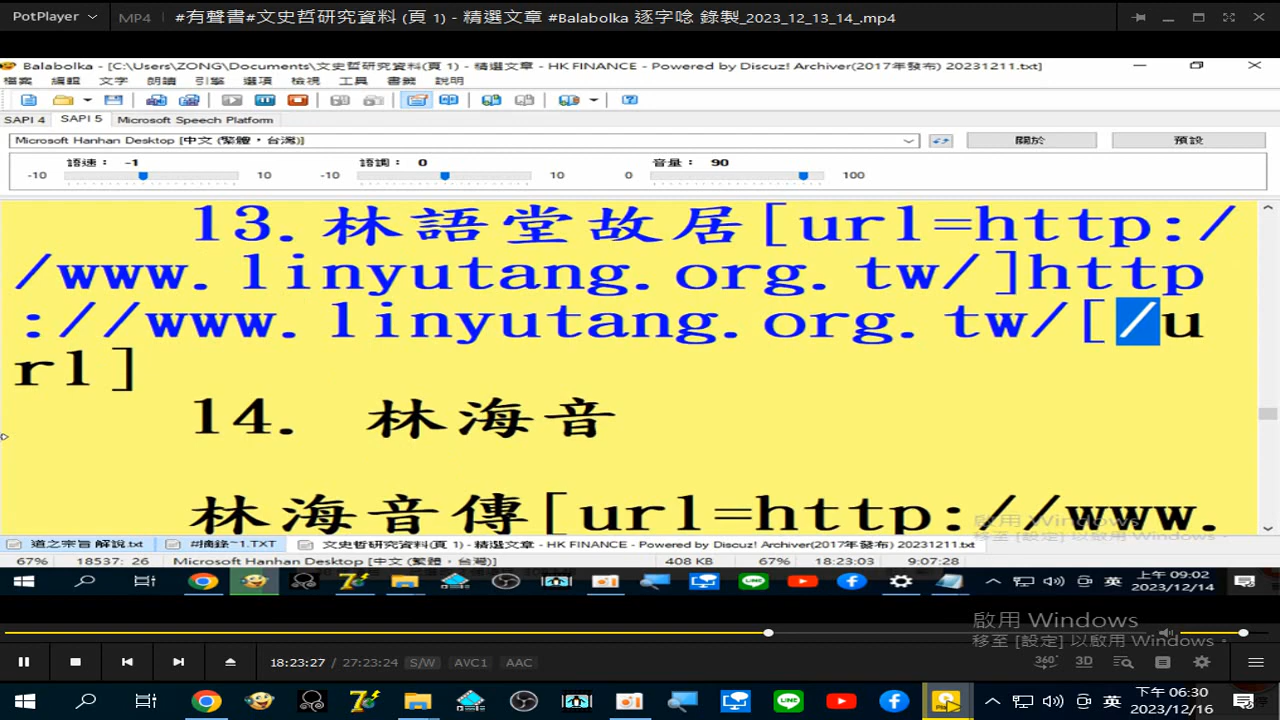 PotPlayer MP4 #有聲書#文史哲研究資料 (頁 1) - 精選文章 #Balabolka 逐字唸 錄製_2023_12_13_14_.mp4
Balabolka - [C:\Users\ZONG\Documents\文史哲研究資料(頁 1) - 精選文章 - HK FINANCE - Powered by Discuz! Archiver(2017年發布) 20231211.txt]
檔案 編輯 文字 朗讀 引擎 選項 檢視 工具 書籤 說明
SAPI 4 SAPI 5 Microsoft Speech Platform
Microsoft Hanhan Desktop [中文 (繁體，台灣)] 關於 預設
語速： -1 語調： 0 音量： 90
-10 10 -10 10 0 100
13.林語堂故居[url=http:/
/www.linyutang.org.tw/]http
://www.linyutang.org.tw/[/u
rl]
14. 林海音
林海音傳[url=http://www.
啟用 Windows
移至 [設定] 以啟用 Windows。
道之宗旨 解說.txt #摘錄~1.TXT 文史哲研究資料(頁 1) - 精選文章 - HK FINANCE - Powered by Discuz! Archiver(2017年發布) 20231211.txt
67% 18537: 26 Microsoft Hanhan Desktop [中文 (繁體，台灣)] 408 KB 67% 18:23:03 9:07:28
英 上午 09:02
2023/12/14
啟用 Windows
移至 [設定] 以啟用 Windows。
18:23:27 / 27:23:24 S/W AVC1 AAC 360° 3D
英 下午 06:30
2023/12/16